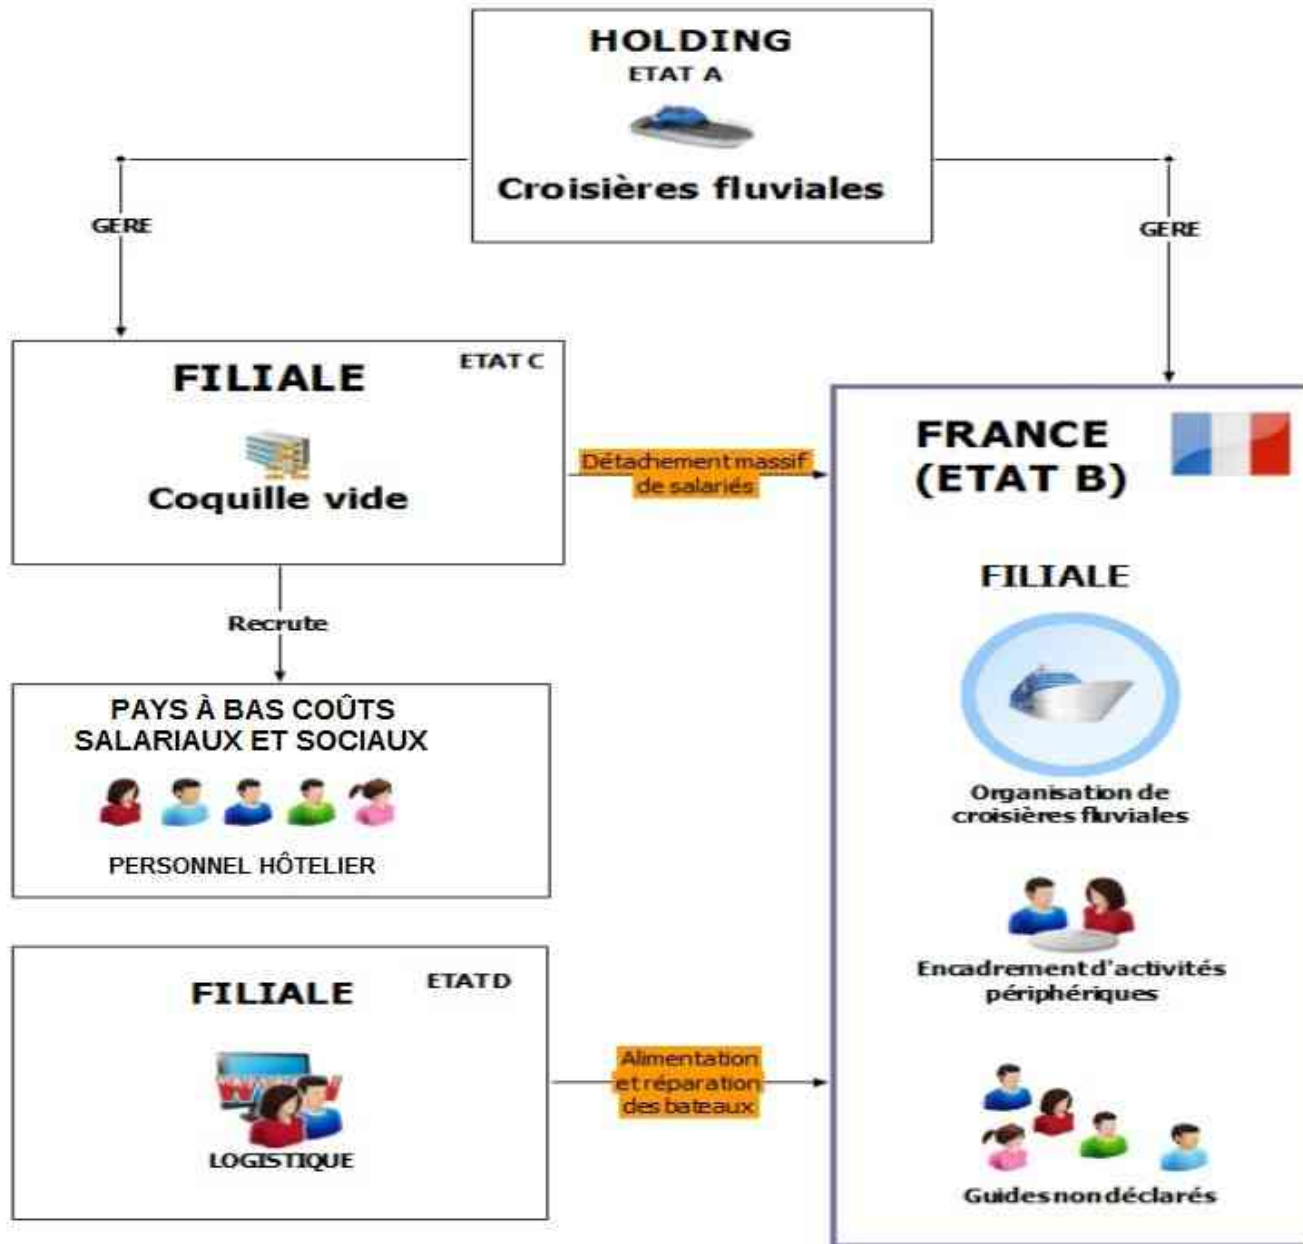 HOLDING
ETAT A
Croisières fluviales
GERE
GERE
FILIALE
ETAT C
Coquille vide
Détachement massif
de salariés
FRANCE
(ETAT B)
FILIALE
Organisation de
croisières fluviales
Encadrement d'activités
périphériques
Guides non déclarés
Recrute
PAYS À BAS COÛTS
SALARIAUX ET SOCIAUX
PERSONNEL HÔTELIER
FILIALE
ETAT D
LOGISTIQUE
Alimentation
et réparation
des bateaux